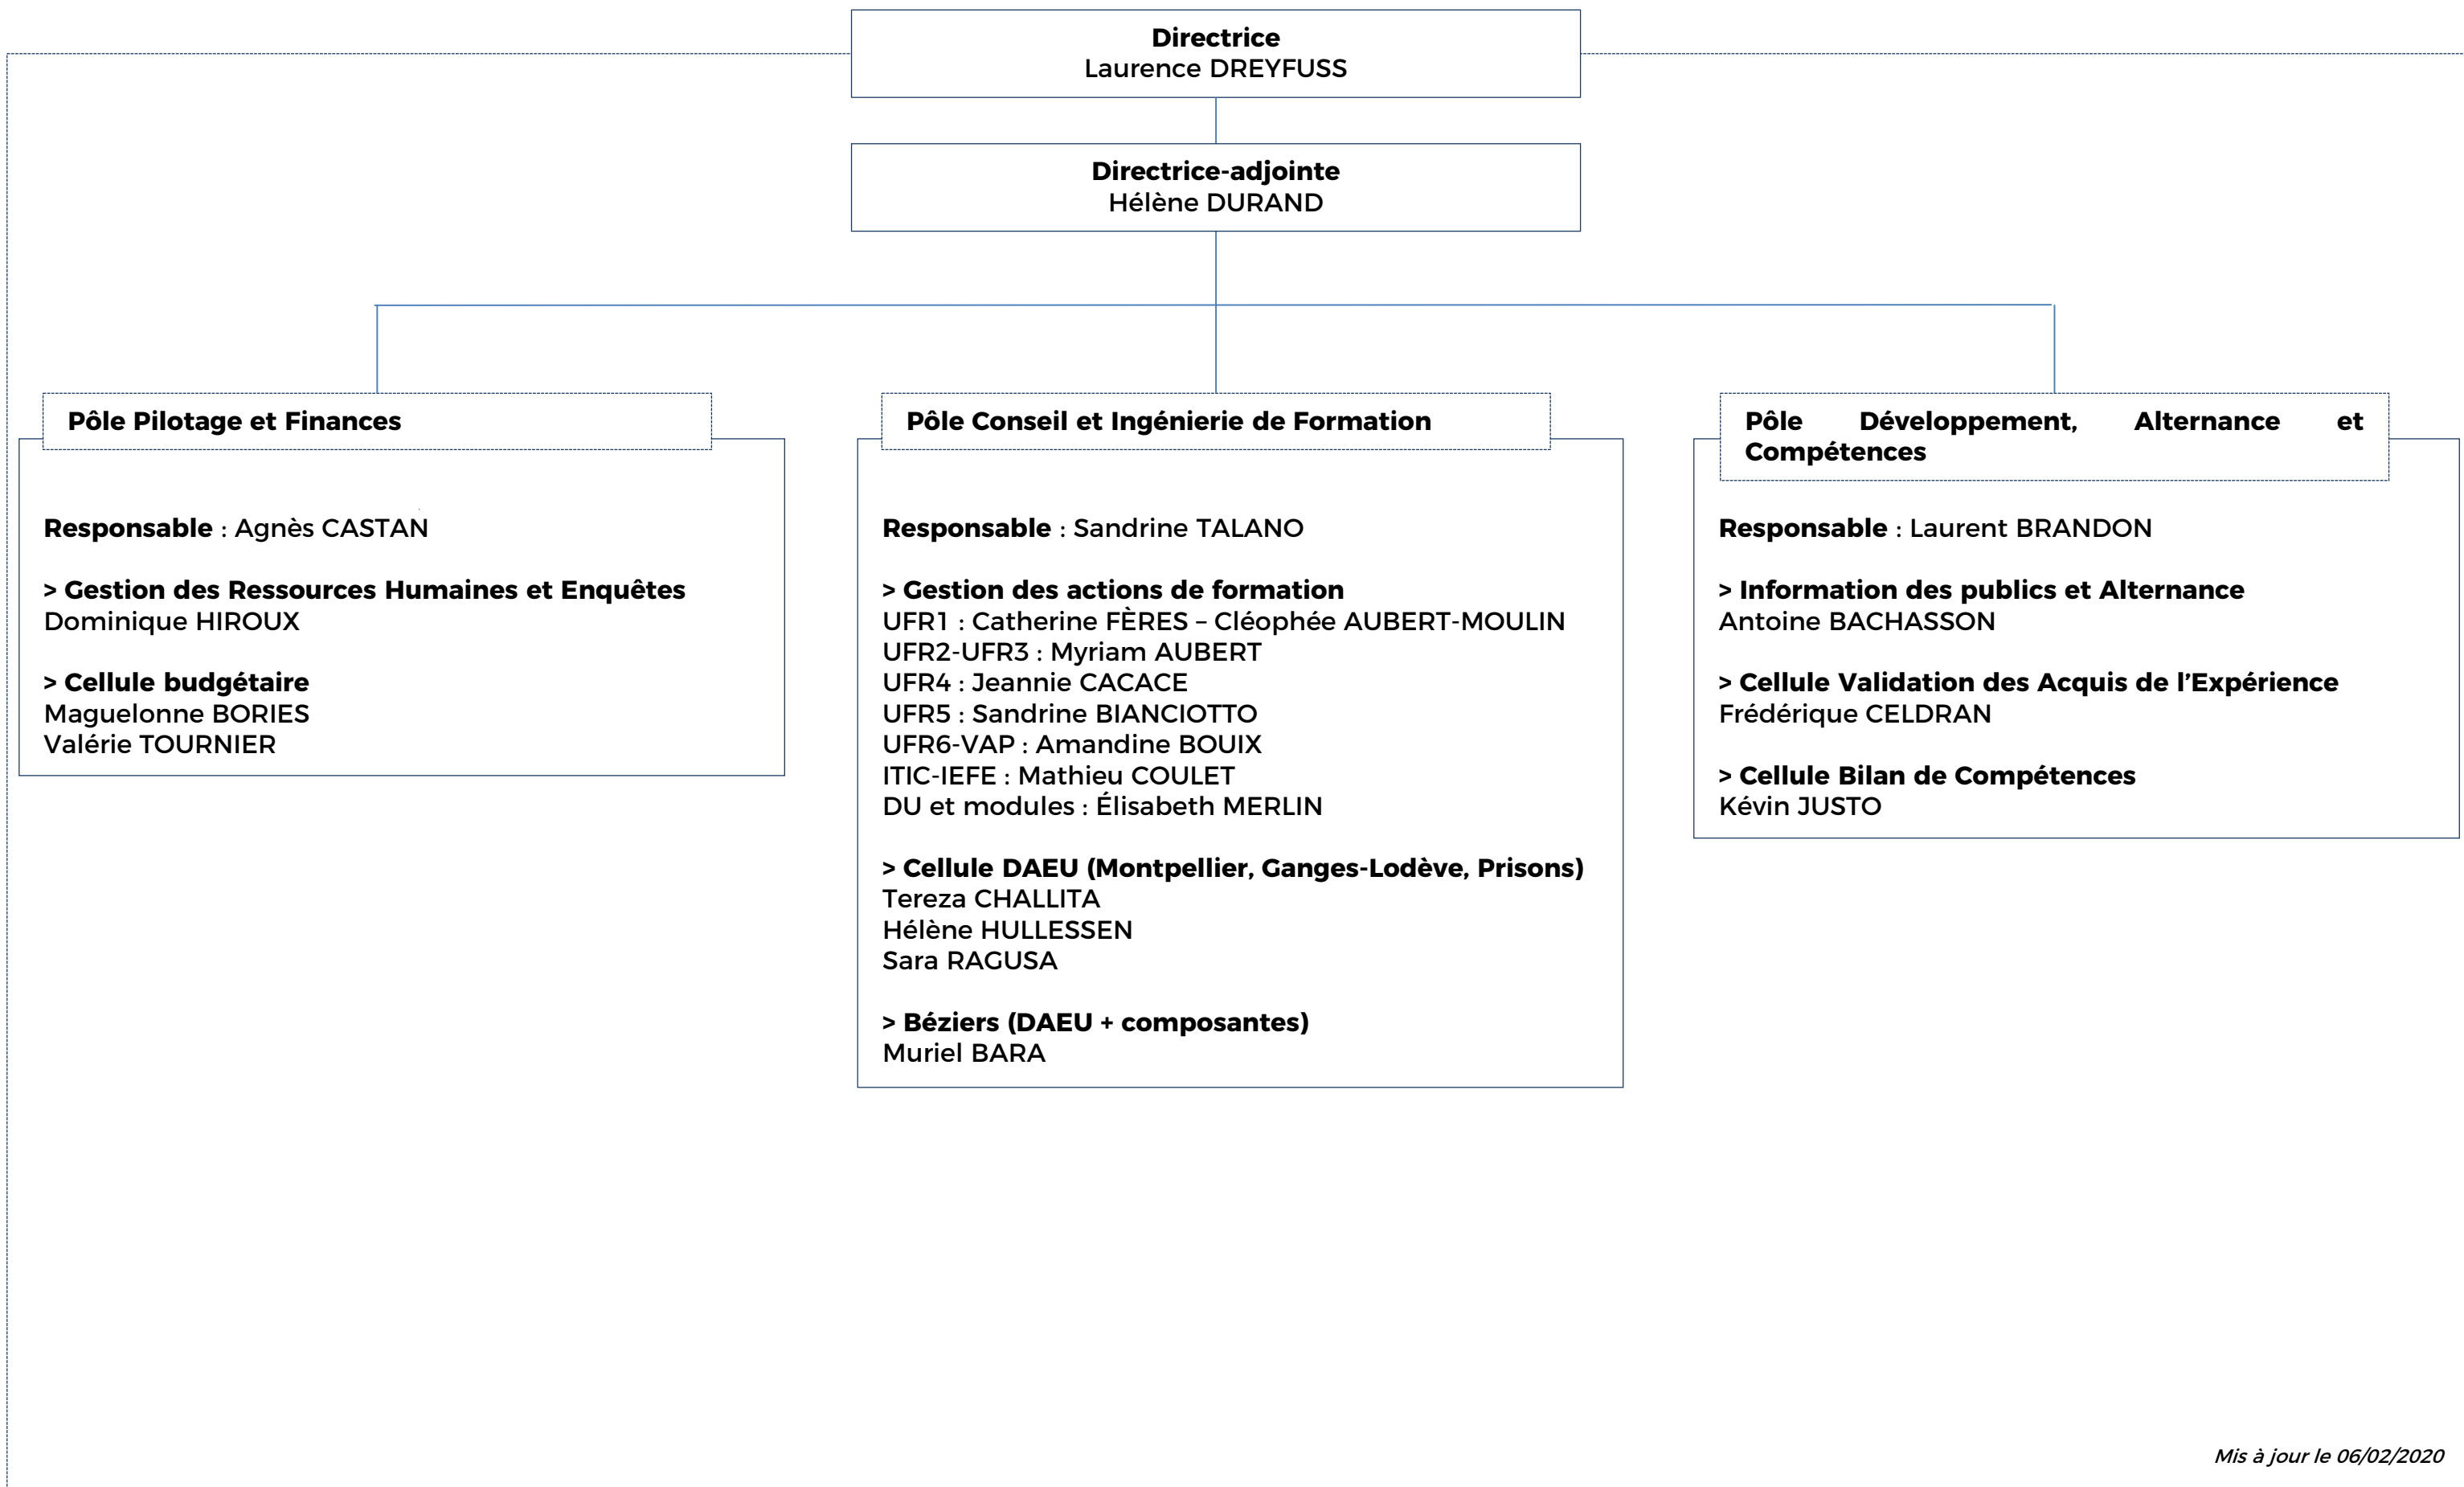 Directrice
Laurence DREYFUSS
Directrice-adjointe
Hélène DURAND
Pôle Pilotage et Finances
Responsable : Agnès CASTAN
> Gestion des Ressources Humaines et Enquêtes
Dominique HIROUX
> Cellule budgétaire
Maguelonne BORIES
Valérie TOURNIER
Pôle Conseil et Ingénierie de Formation
Responsable : Sandrine TALANO
> Gestion des actions de formation
UFR1 : Catherine FÈRES – Cléophée AUBERT-MOULIN
UFR2-UFR3 : Myriam AUBERT
UFR4 : Jeannie CACACE
UFR5 : Sandrine BIANCIOTTO
UFR6-VAP : Amandine BOUIX
ITIC-IEFE : Mathieu COULET
DU et modules : Élisabeth MERLIN
> Cellule DAEU (Montpellier, Ganges-Lodève, Prisons)
Tereza CHALLITA
Hélène HULLESSEN
Sara RAGUSA
> Béziers (DAEU + composantes)
Muriel BARA
Pôle Développement, Alternance et
Compétences
Responsable : Laurent BRANDON
> Information des publics et Alternance
Antoine BACHASSON
> Cellule Validation des Acquis de l’Expérience
Frédérique CELDRAN
> Cellule Bilan de Compétences
Kévin JUSTO
Mis à jour le 06/02/2020